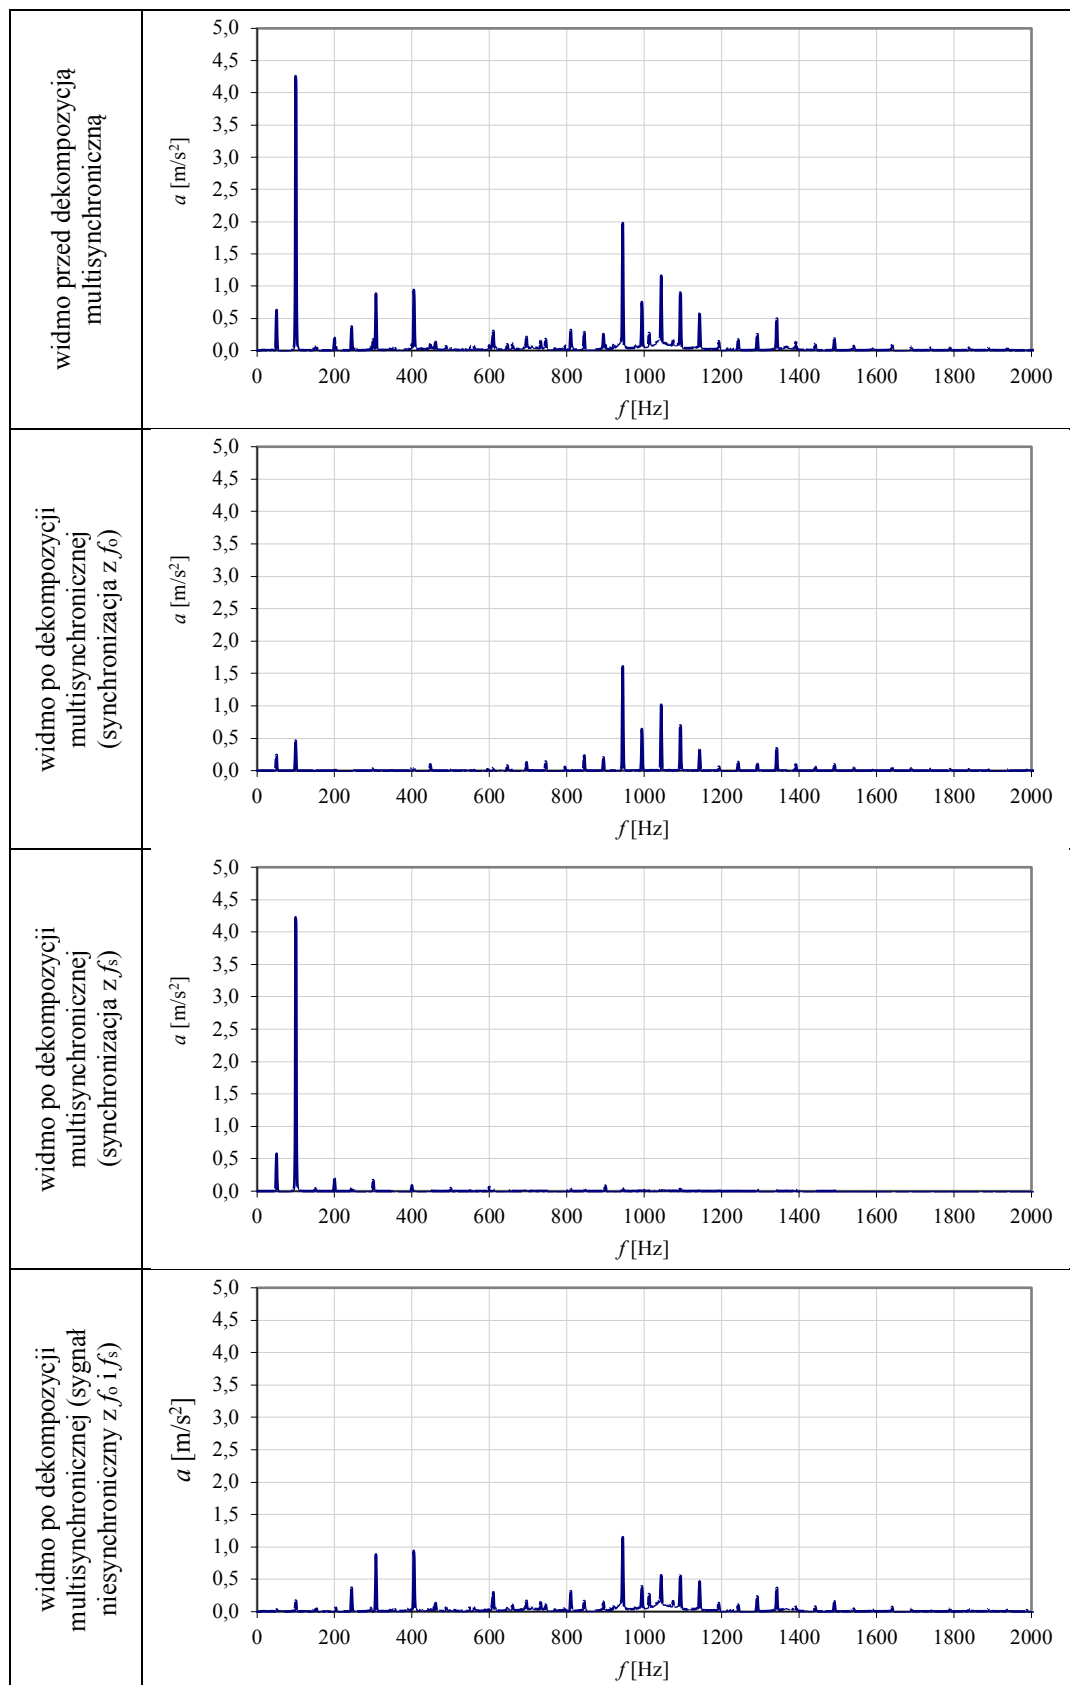 widmo przed dekompozycją
multisynchroniczną
5,0
4,5
4,0
3,5
3,0
2,5
2,0
1,5
1,0
0,5
0,0
a [m/s²]
0 200 400 600 800 1000 1200 1400 1600 1800 2000
f [Hz]
widmo po dekompozycji
multisynchronicznej
(synchronizacja z fo)
5,0
4,5
4,0
3,5
3,0
2,5
2,0
1,5
1,0
0,5
0,0
a [m/s²]
0 200 400 600 800 1000 1200 1400 1600 1800 2000
f [Hz]
widmo po dekompozycji
multisynchronicznej
(synchronizacja z fs)
5,0
4,5
4,0
3,5
3,0
2,5
2,0
1,5
1,0
0,5
0,0
a [m/s²]
0 200 400 600 800 1000 1200 1400 1600 1800 2000
f [Hz]
widmo po dekompozycji
multisynchronicznej (sygnał
niesynchroniczny z fo i fs)
5,0
4,5
4,0
3,5
3,0
2,5
2,0
1,5
1,0
0,5
0,0
a [m/s²]
0 200 400 600 800 1000 1200 1400 1600 1800 2000
f [Hz]